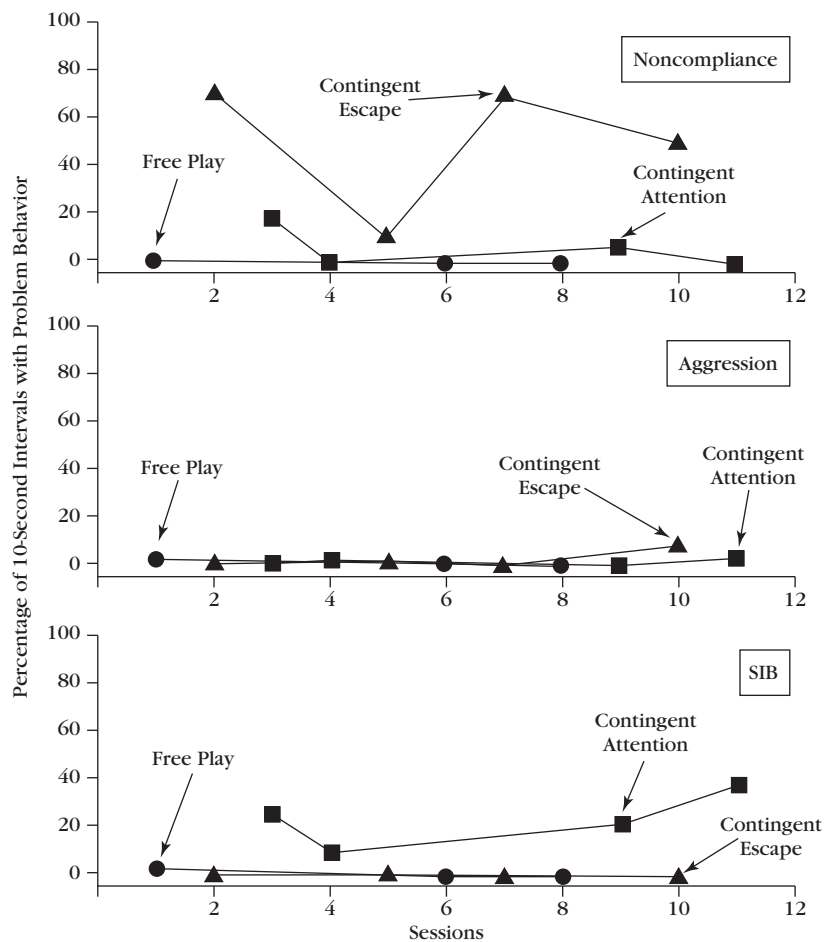 Percentage of 10-Second Intervals with Problem Behavior
100
80
60
40
20
0
Noncompliance
Contingent
Escape
Free Play
Contingent
Attention
2
4
6
8
10
12
100
80
60
40
20
0
Aggression
Free Play
Contingent
Escape
Contingent
Attention
2
4
6
8
10
12
100
80
60
40
20
0
SIB
Contingent
Attention
Free Play
Contingent
Escape
2
4
6
8
10
12
Sessions